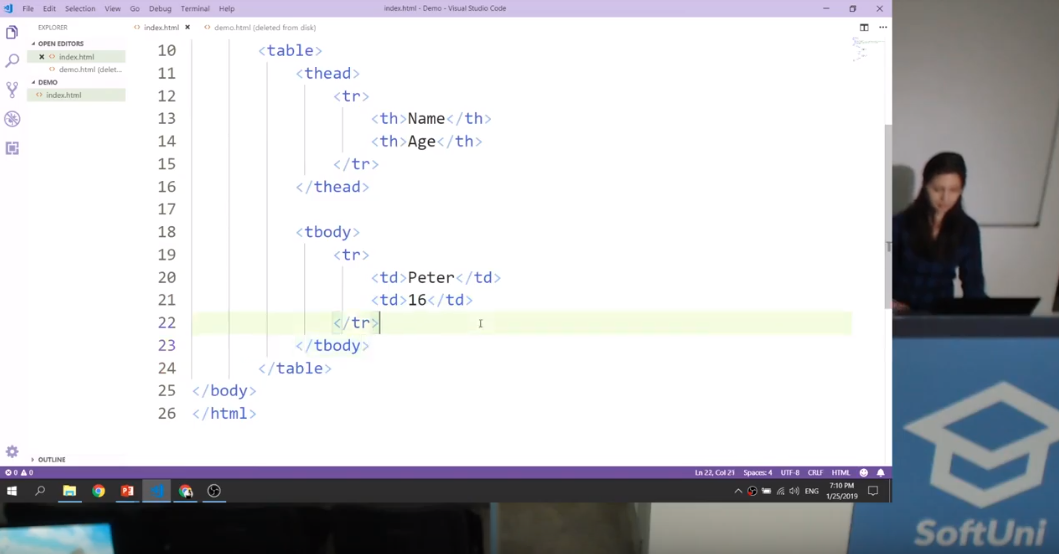 File Edit Selection View Go Debug Terminal Help
index.html - Demo - Visual Studio Code
EXPLORER
OPEN EDITORS
index.html
demo.html (delet...
DEMO
index.html
OUTLINE
index.html
demo.html (deleted from disk)
10 <table>
11 <thead>
12 <tr>
13 <th>Name</th>
14 <th>Age</th>
15 </tr>
16 </thead>
17
18 <tbody>
19 <tr>
20 <td>Peter</td>
21 <td>16</td>
22 </tr>
23 </tbody>
24 </table>
25 </body>
26 </html>
0 0
Ln 22, Col 21 Spaces: 4 UTF-8 CRLF HTML
ENG
7:10 PM
1/25/2019
SoftUni